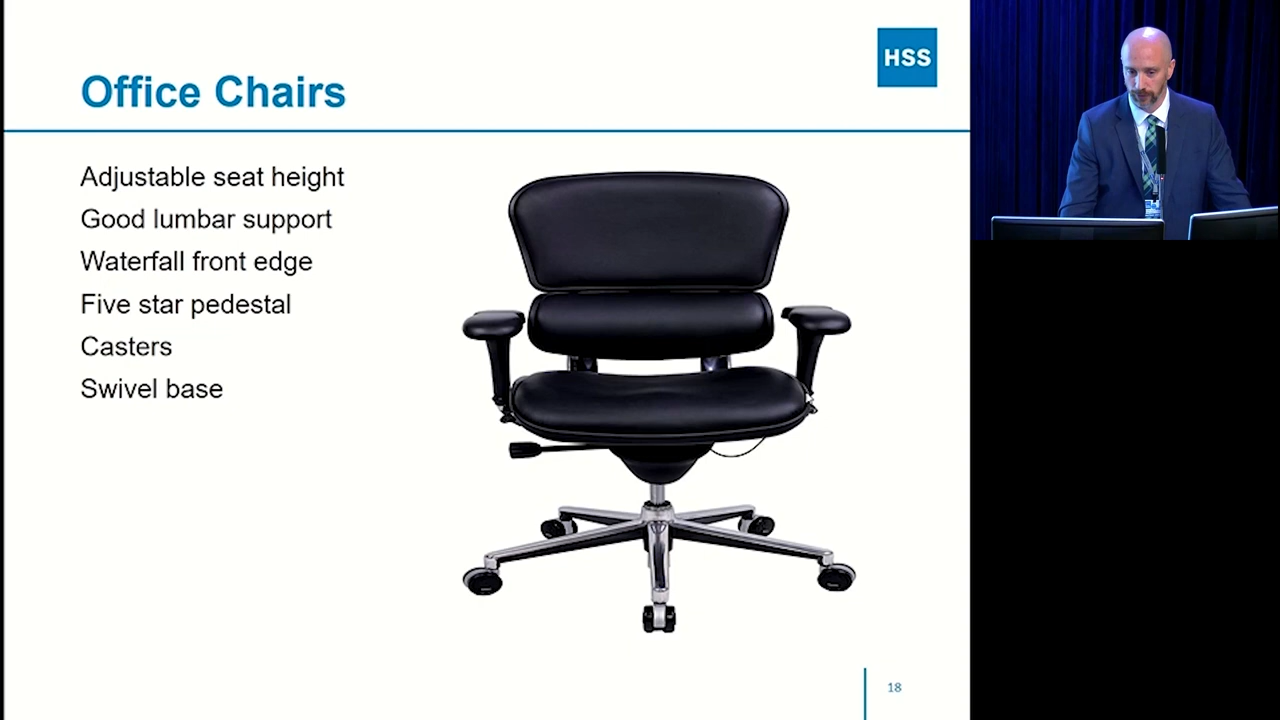 HSS
Office Chairs
Adjustable seat height
Good lumbar support
Waterfall front edge
Five star pedestal
Casters
Swivel base
18